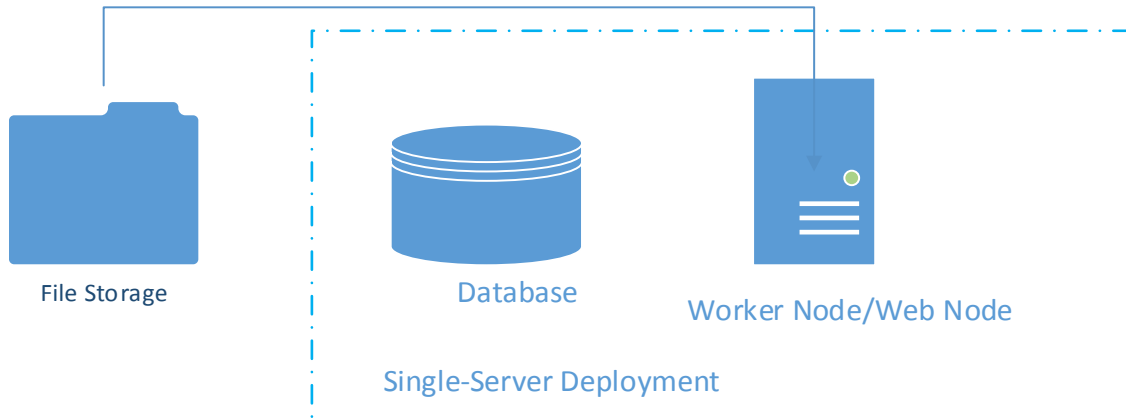 File Storage
Database
Worker Node/Web Node
Single-Server Deployment